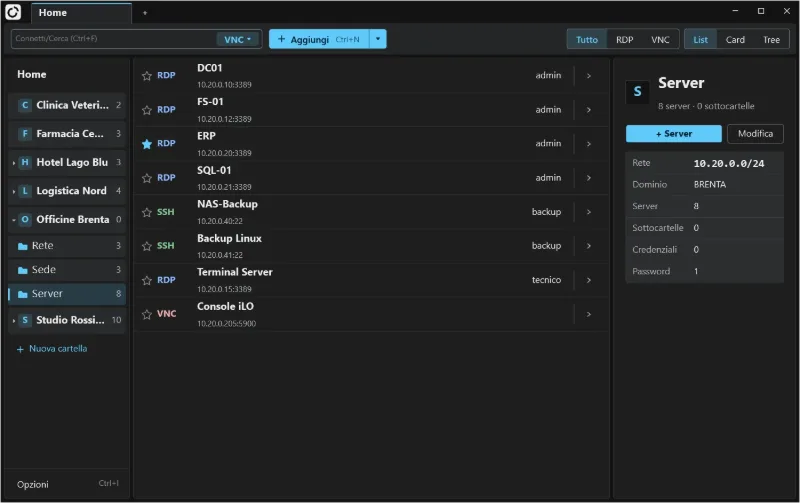 Home
+
Connetti/Cerca (Ctrl+F)
VNC
+ Aggiungi Ctrl+N
Tutto RDP VNC
List Card Tree
Home
C Clinica Veteri... 2
F Farmacia Ce... 3
H Hotel Lago Blu 3
L Logistica Nord 4
O Officine Brenta 0
Rete 3
Sede 3
Server 8
S Studio Rossi... 10
+ Nuova cartella
Opzioni Ctrl+I
RDP DC01 admin
10.20.0.10:3389
RDP FS-01 admin
10.20.0.12:3389
RDP ERP admin
10.20.0.20:3389
RDP SQL-01 admin
10.20.0.21:3389
SSH NAS-Backup backup
10.20.0.40:22
SSH Backup Linux backup
10.20.0.41:22
RDP Terminal Server tecnico
10.20.0.15:3389
VNC Console iLO
10.20.0.205:5900
S Server
8 server · 0 sottocartelle
+ Server Modifica
Rete 10.20.0.0/24
Dominio BRENTA
Server 8
Sottocartelle 0
Credenziali 0
Password 1